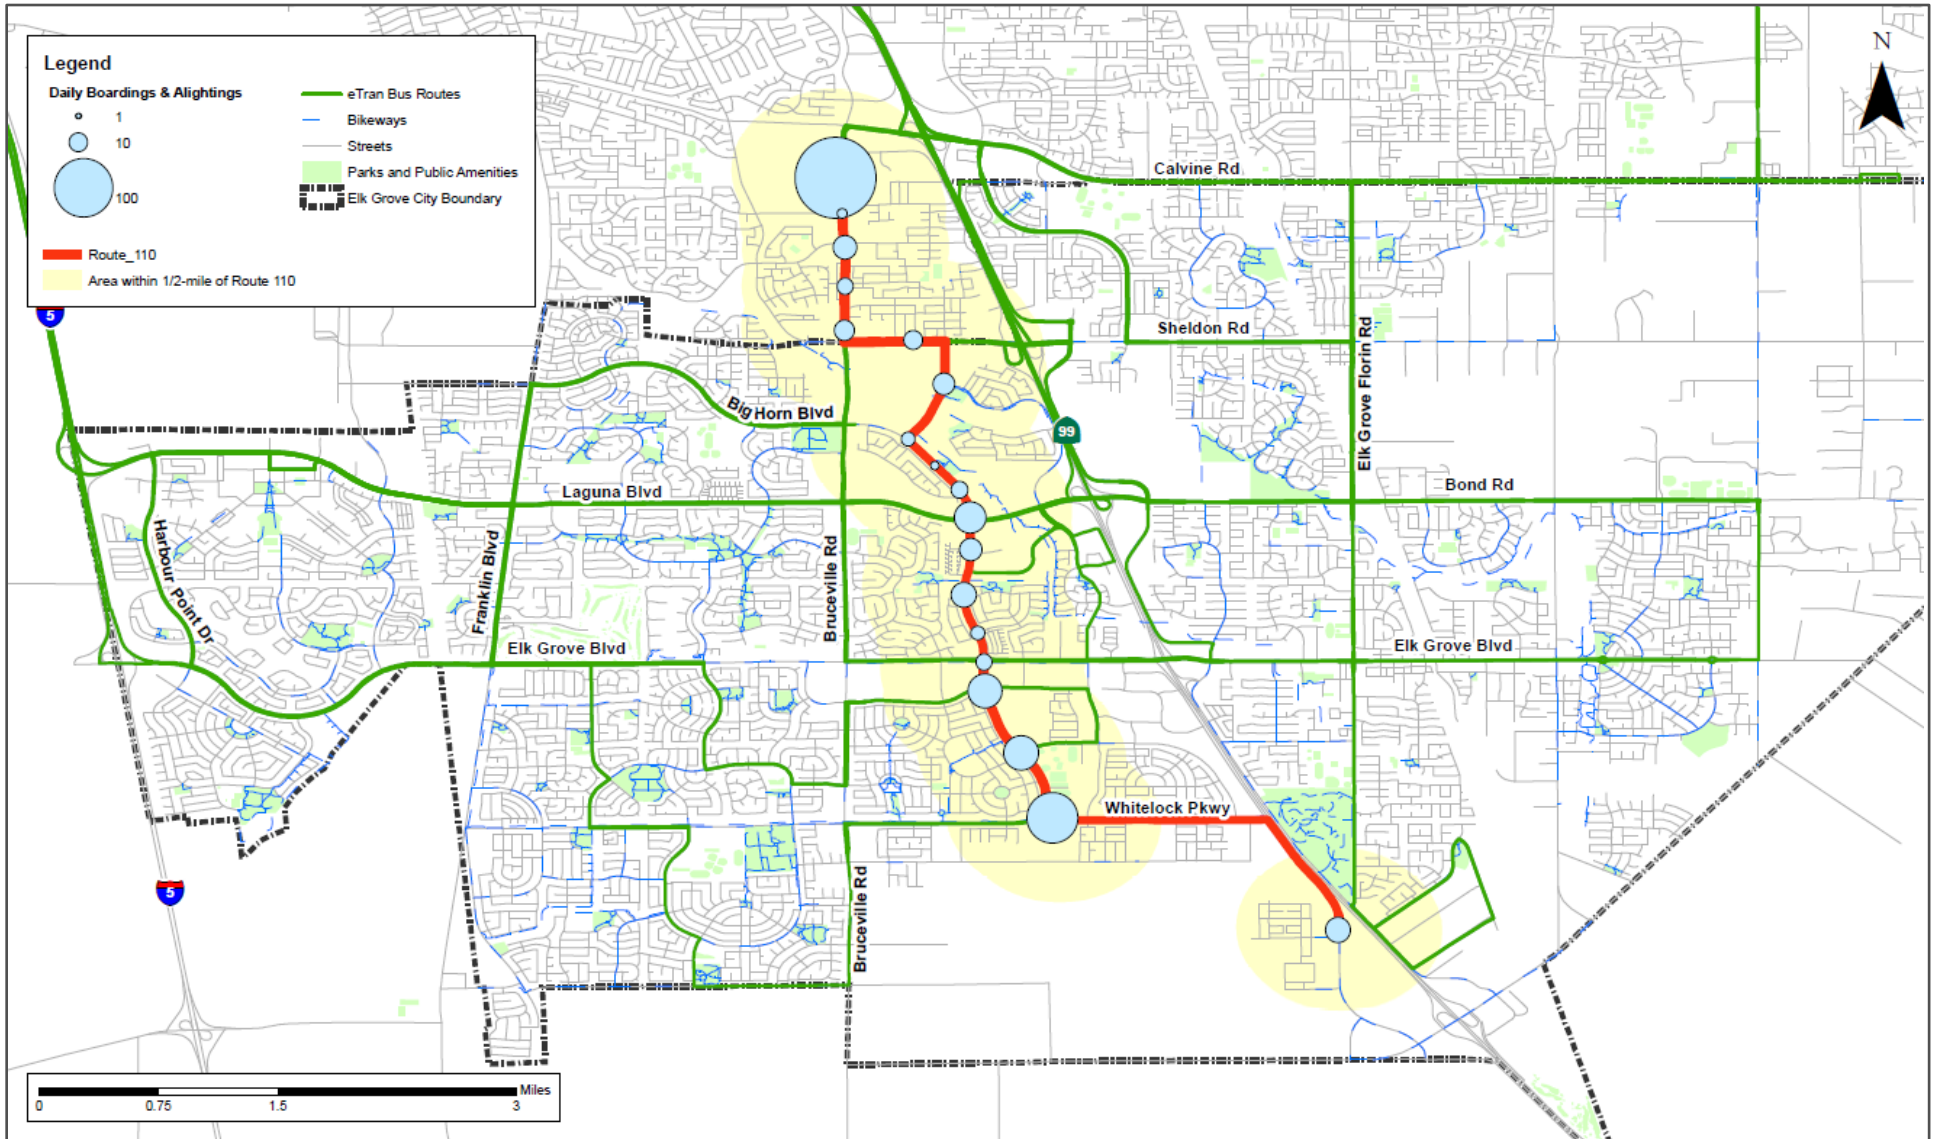 Legend
Daily Boardings & Alightings
1
10
100
eTran Bus Routes
Bikeways
Streets
Parks and Public Amenities
Elk Grove City Boundary
Route_110
Area within 1/2-mile of Route 110
N
Calvine Rd
5
Sheldon Rd
Elk Grove Florin Rd
Big Horn Blvd
99
Laguna Blvd
Bond Rd
Harbour Point Dr
Franklin Blvd
Bruceville Rd
Elk Grove Blvd
Elk Grove Blvd
Whitelock Pkwy
5
Bruceville Rd
Miles
0 0.75 1.5 3